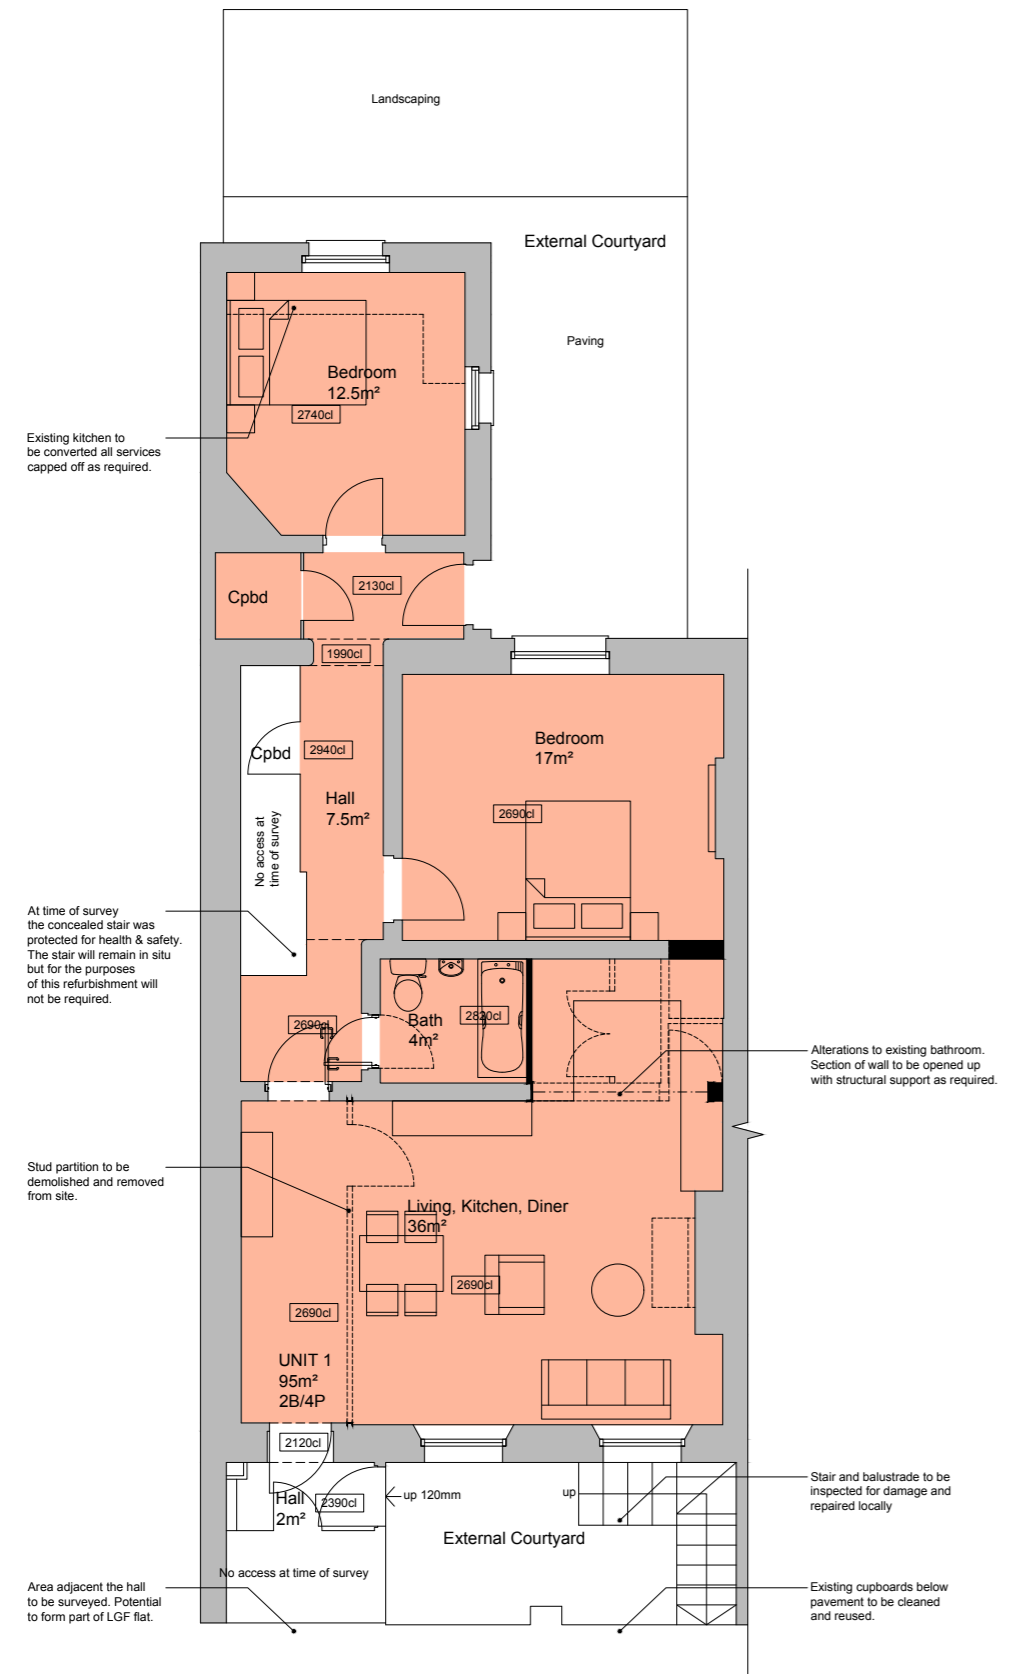 Landscaping
External Courtyard
Paving
Bedroom
12.5m²
2740cl
Existing kitchen to
be converted all services
capped off as required.
2130cl
Cpbd
1990cl
Cpbd
2940cl
Hall
7.5m²
Bedroom
17m²
2690cl
No access at
time of survey
At time of survey
the concealed stair was
protected for health & safety.
The stair will remain in situ
but for the purposes
of this refurbishment will
not be required.
2690cl
Bath
4m²
2820cl
Alterations to existing bathroom.
Section of wall to be opened up
with structural support as required.
Stud partition to be
demolished and removed
from site.
Living, Kitchen, Diner
36m²
2690cl
2690cl
UNIT 1
95m²
2B/4P
2120cl
Hall
2m²
2390cl
up 120mm
up
External Courtyard
Stair and balustrade to be
inspected for damage and
repaired locally
No access at time of survey
Area adjacent the hall
to be surveyed. Potential
to form part of LGF flat.
Existing cupboards below
pavement to be cleaned
and reused.